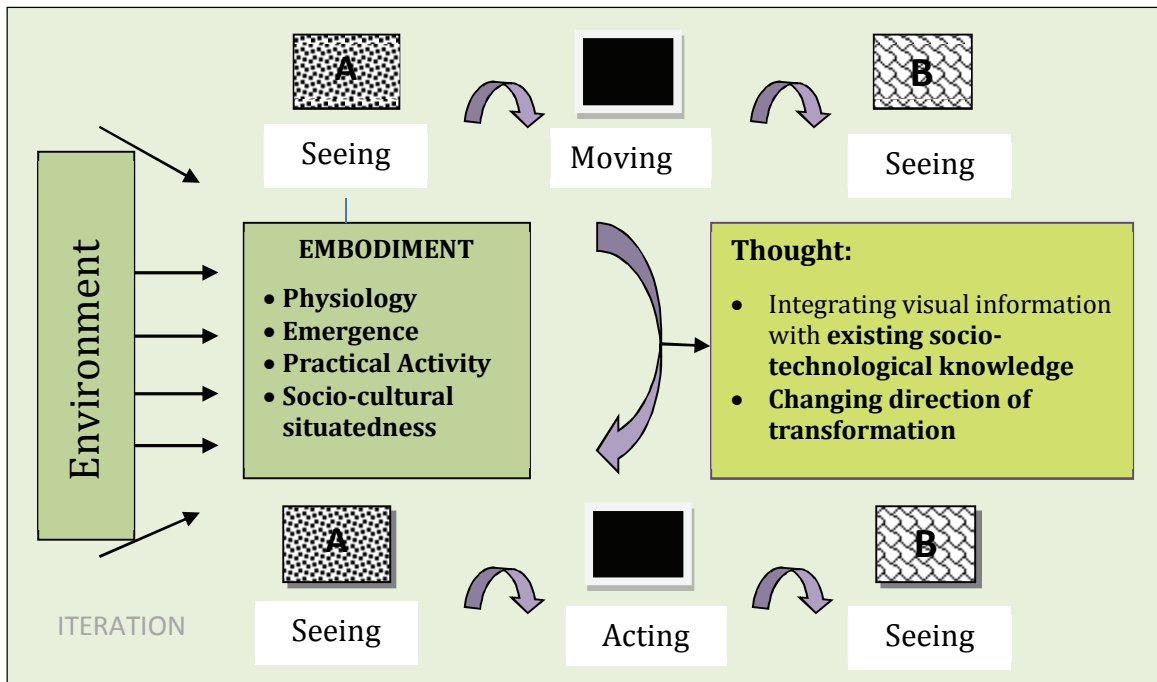 A
B
Seeing
Moving
Seeing
Environment
EMBODIMENT
• Physiology
• Emergence
• Practical Activity
• Socio-cultural
situatedness
Thought:
• Integrating visual information
with existing socio-
technological knowledge
• Changing direction of
transformation
A
B
ITERATION
Seeing
Acting
Seeing